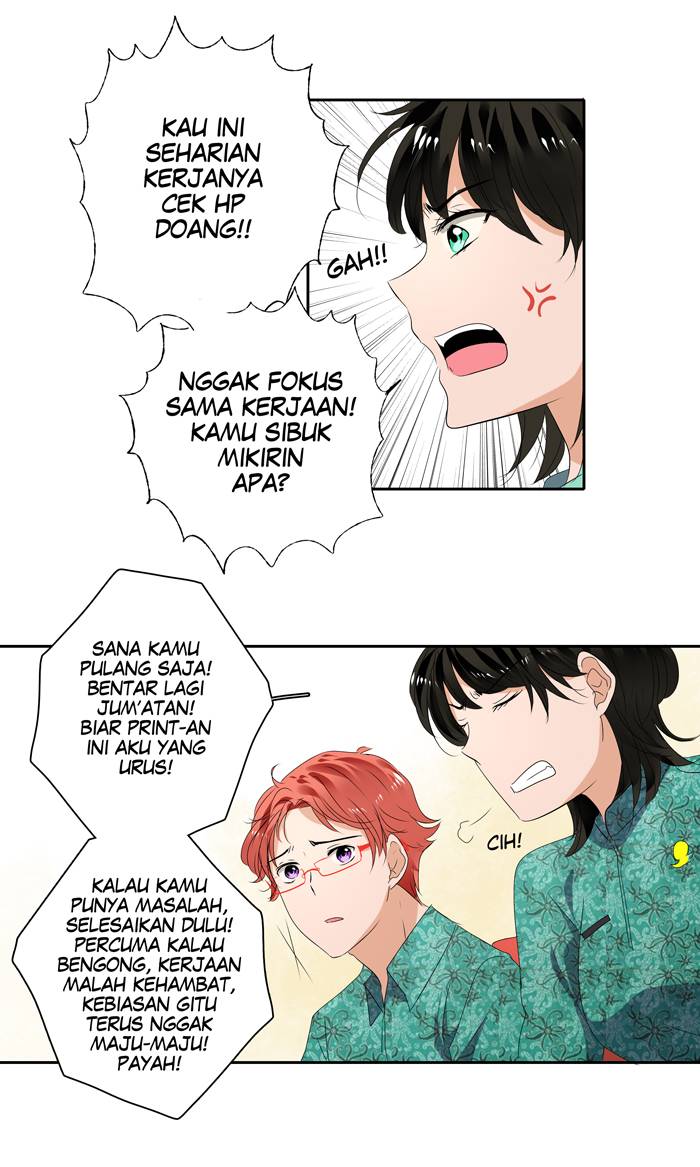 KAU INI
SEHARIAN
KERJANYA
CEK HP
DOANG!!
GAH!!
NGGAK FOKUS
SAMA KERJAAN!
KAMU SIBUK
MIKIRIN
APA?
SANA KAMU
PULANG SAJA!
BENTAR LAGI
JUM'ATAN!
BIAR PRINT-AN
INI AKU YANG
URUS!
CIH!
KALAU KAMU
PUNYA MASALAH,
SELESAIKAN DULU!
PERCUMA KALAU
BENGONG, KERJAAN
MALAH KEHAMBAT,
KEBIASAN GITU
TERUS NGGAK
MAJU-MAJU!
PAYAH!